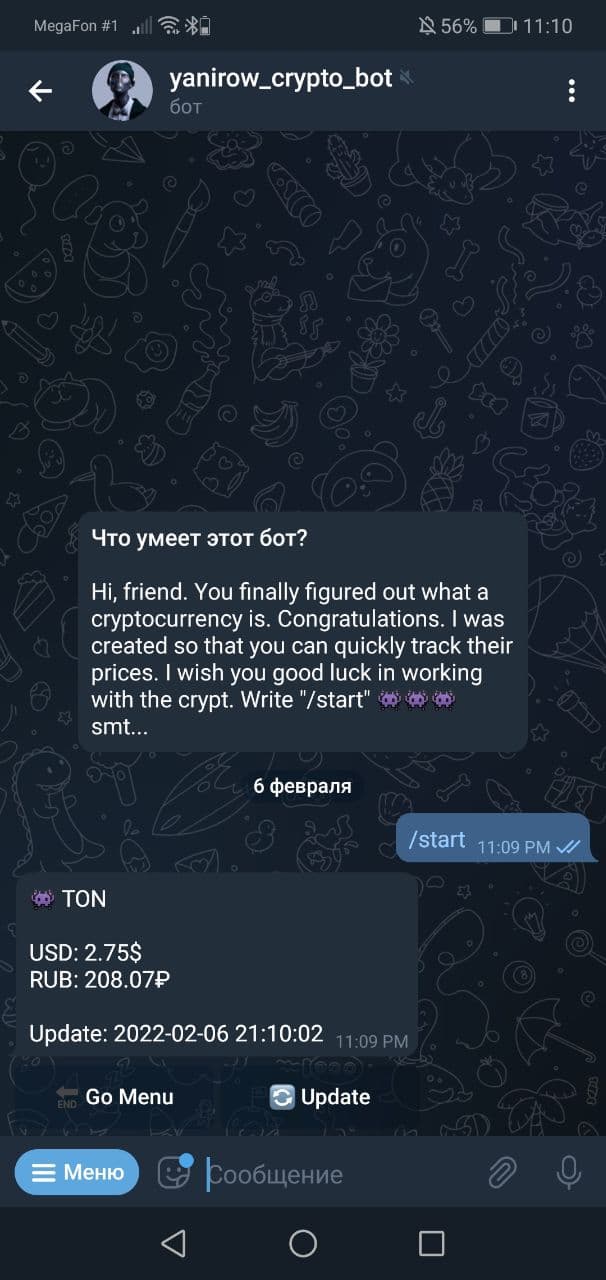 MegaFon #1
56% 11:10
yanirow_crypto_bot
бот
Что умеет этот бот?
Hi, friend. You finally figured out what a
cryptocurrency is. Congratulations. I was
created so that you can quickly track their
prices. I wish you good luck in working
with the crypt. Write "/start" 👾👾👾
smt...
6 февраля
/start 11:09 PM
👾 TON
USD: 2.75$
RUB: 208.07₽
Update: 2022-02-06 21:10:02 11:09 PM
🔚 Go Menu
🔄 Update
Меню
Сообщение